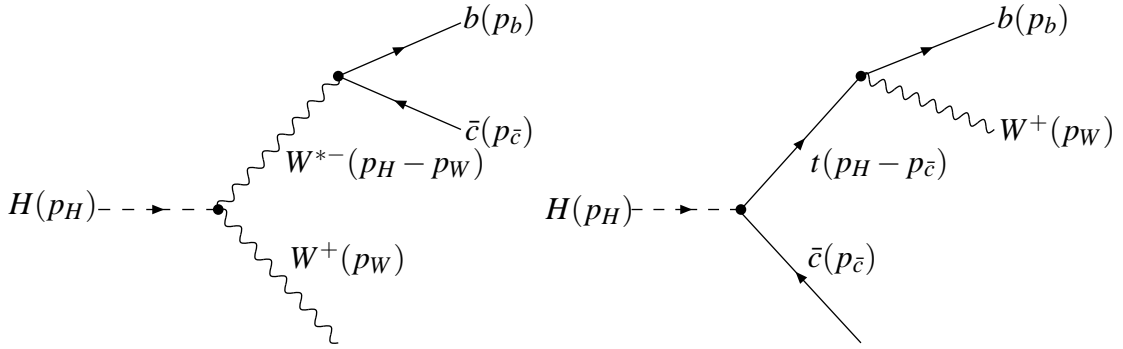 b(p_b)
c̄(p_c̄)
W*−(p_H − p_W)
H(p_H)
W+(p_W)
b(p_b)
W+(p_W)
t(p_H − p_c̄)
H(p_H)
c̄(p_c̄)